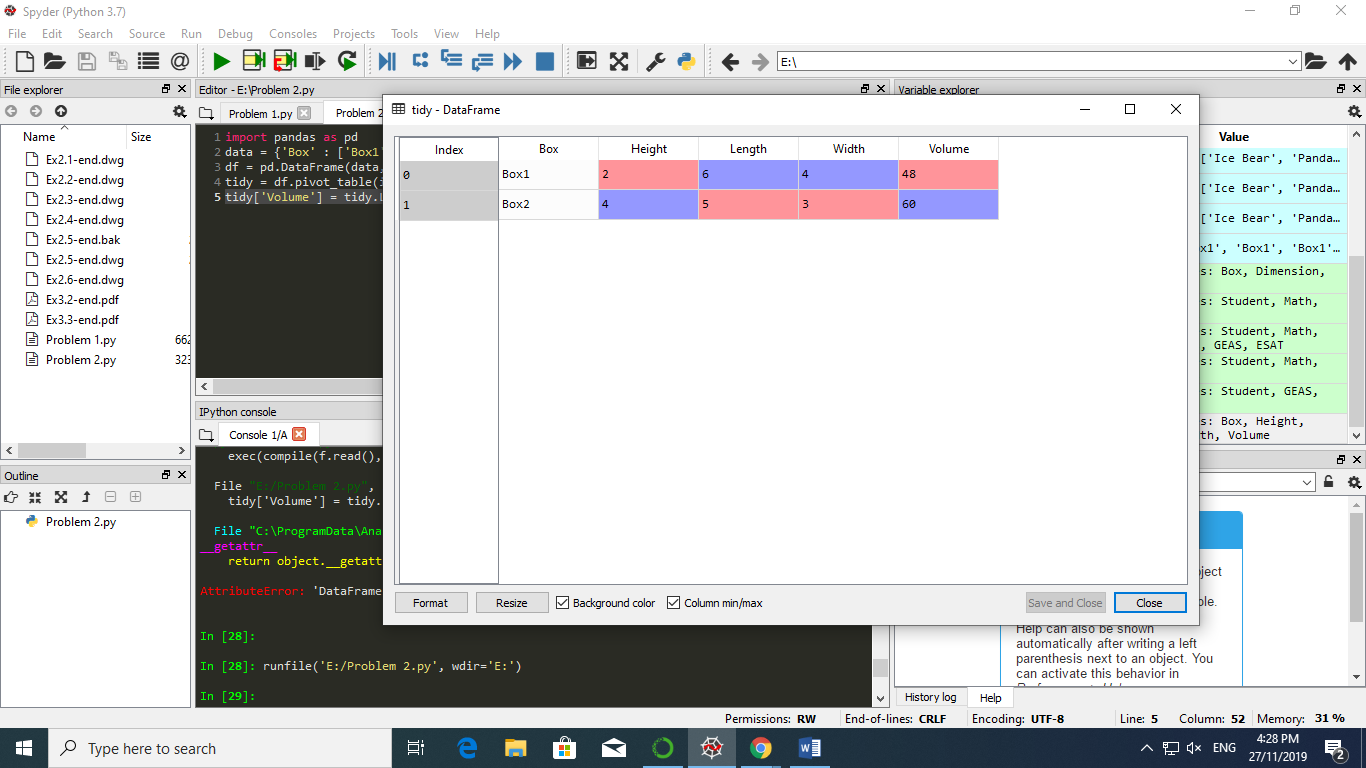 Spyder (Python 3.7)
File Edit Search Source Run Debug Consoles Projects Tools View Help
E:\
File explorer
Name Size
Ex2.1-end.dwg
Ex2.2-end.dwg
Ex2.3-end.dwg
Ex2.4-end.dwg
Ex2.5-end.bak
Ex2.5-end.dwg
Ex2.6-end.dwg
Ex3.2-end.pdf
Ex3.3-end.pdf
Problem 1.py 662
Problem 2.py 323
Outline
Problem 2.py
Editor - E:\Problem 2.py
Problem 1.py Problem 2
1 import pandas as pd
2 data = {'Box' : ['Box1'
3 df = pd.DataFrame(data,
4 tidy = df.pivot_table(i
5 tidy['Volume'] = tidy.L
IPython console
Console 1/A
exec(compile(f.read(),
File "E:/Problem 2.py",
tidy['Volume'] = tidy.
File "C:\ProgramData\Ana
__getattr__
return object.__getatt
AttributeError: 'DataFrame
In [28]:
In [28]: runfile('E:/Problem 2.py', wdir='E:')
In [29]:
tidy - DataFrame
Index Box Height Length Width Volume
0 Box1 2 6 4 48
1 Box2 4 5 3 60
Format Resize Background color Column min/max Save and Close Close
Variable explorer
Value
['Ice Bear', 'Panda...
['Ice Bear', 'Panda...
['Ice Bear', 'Panda...
x1', 'Box1', 'Box1'...
s: Box, Dimension,
s: Student, Math,
s: Student, Math,
, GEAS, ESAT
s: Student, Math,
s: Student, GEAS,
s: Box, Height,
th, Volume
ject
le.
Help can also be shown
automatically after writing a left
parenthesis next to an object. You
can activate this behavior in
History log Help
Permissions: RW End-of-lines: CRLF Encoding: UTF-8 Line: 5 Column: 52 Memory: 31 %
Type here to search
ENG
4:28 PM
27/11/2019
2